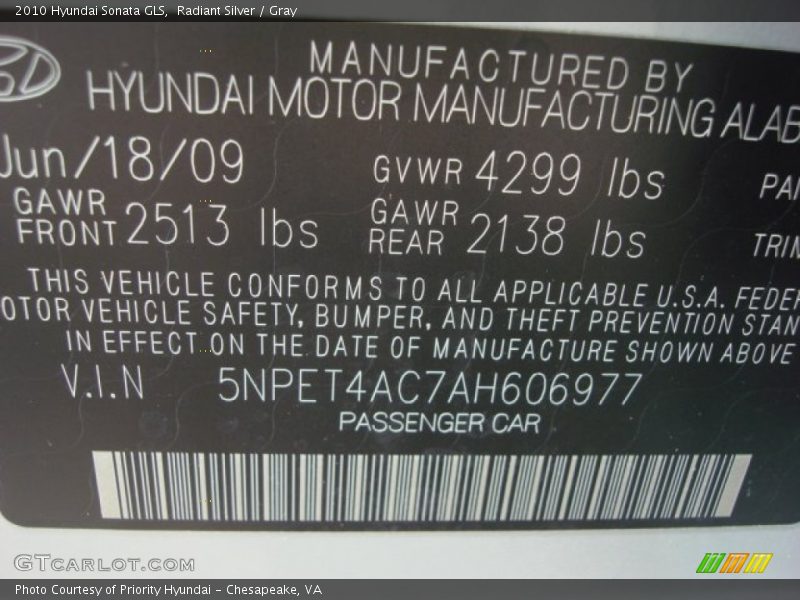 2010 Hyundai Sonata GLS, Radiant Silver / Gray
MANUFACTURED BY
HYUNDAI MOTOR MANUFACTURING ALAB
Jun/18/09 GVWR 4299 lbs
GAWR FRONT 2513 lbs GAWR REAR 2138 lbs TRIM
THIS VEHICLE CONFORMS TO ALL APPLICABLE U.S.A. FEDER
OTOR VEHICLE SAFETY, BUMPER, AND THEFT PREVENTION STAN
IN EFFECT ON THE DATE OF MANUFACTURE SHOWN ABOVE
V.I.N 5NPET4AC7AH606977
PASSENGER CAR
GTCARLOT.COM
Photo Courtesy of Priority Hyundai - Chesapeake, VA